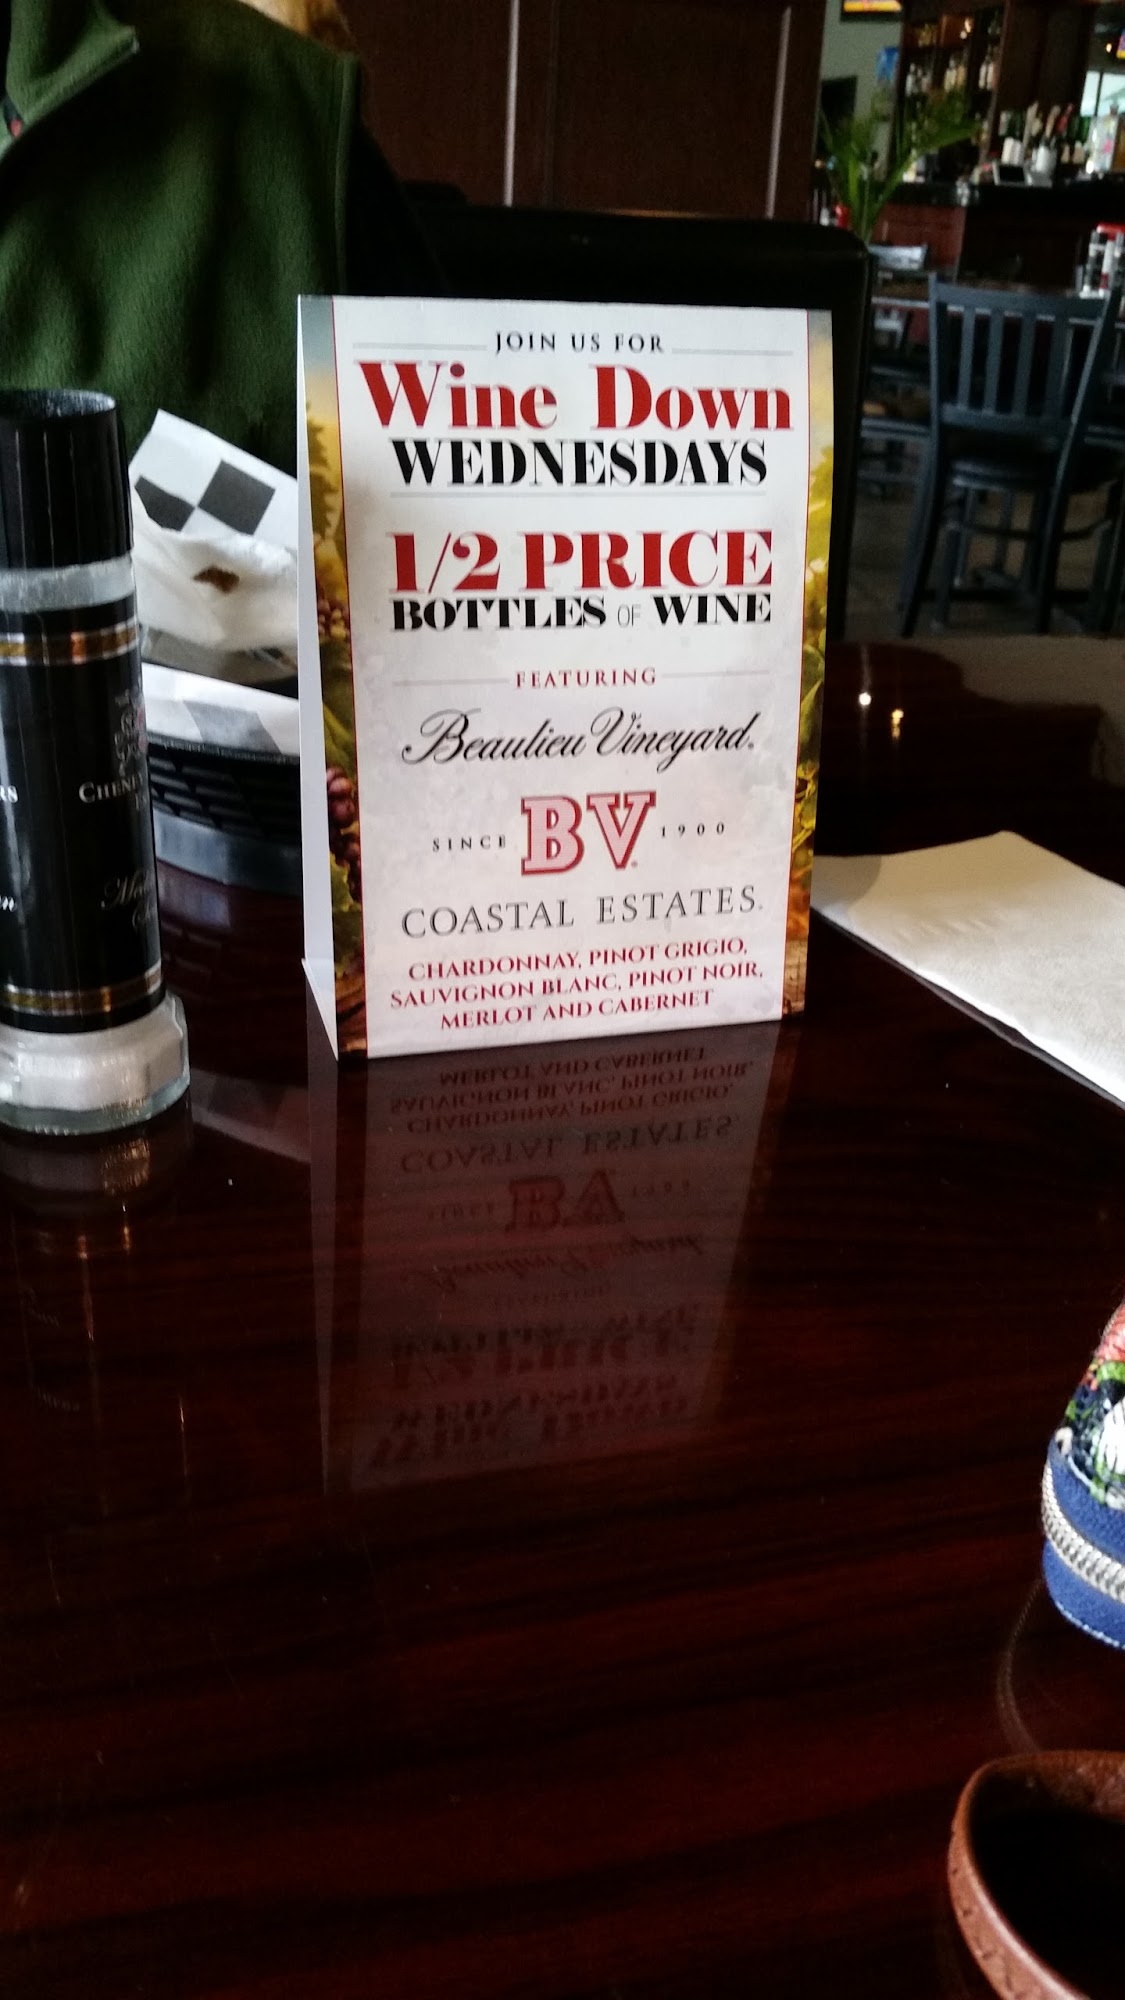 JOIN US FOR
Wine Down
WEDNESDAYS
1/2 PRICE
BOTTLES OF WINE
FEATURING
Beaulieu Vineyard.
SINCE BV 1900
COASTAL ESTATES.
CHARDONNAY, PINOT GRIGIO,
SAUVIGNON BLANC, PINOT NOIR,
MERLOT AND CABERNET